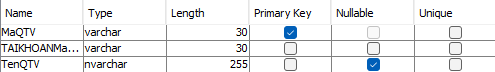 Name Type Length Primary Key Nullable Unique
MaQTV varchar 30
TAIKHOANMa... varchar 30
TenQTV nvarchar 255